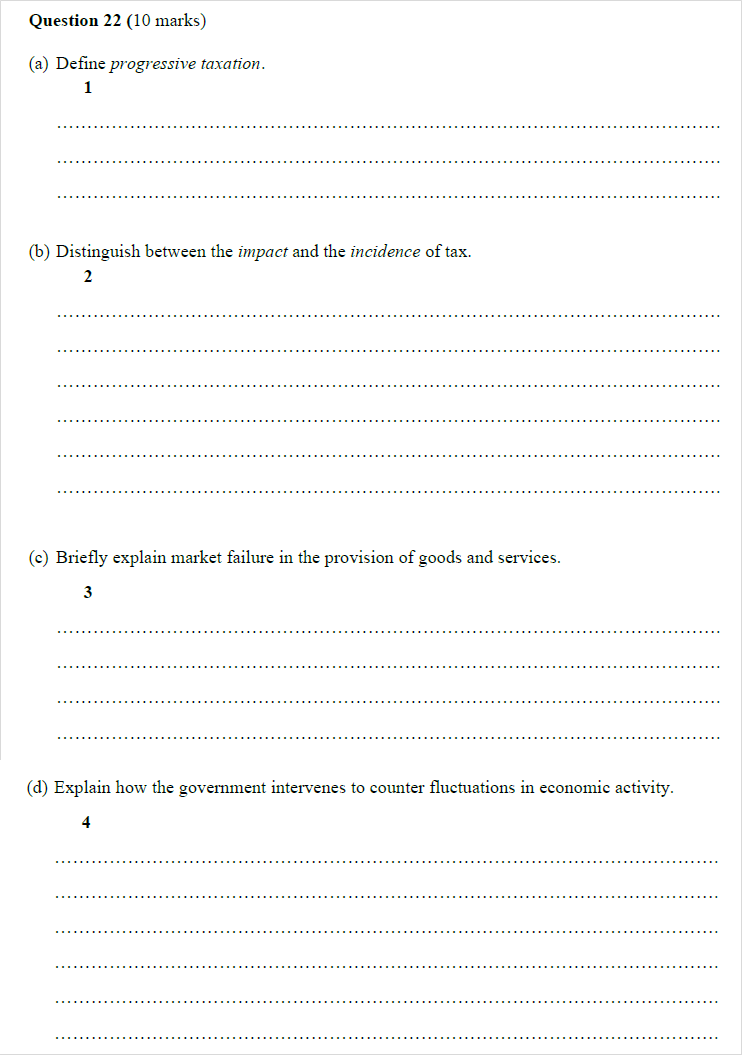 Question 22 (10 marks)
(a) Define progressive taxation.
1
(b) Distinguish between the impact and the incidence of tax.
2
(c) Briefly explain market failure in the provision of goods and services.
3
(d) Explain how the government intervenes to counter fluctuations in economic activity.
4